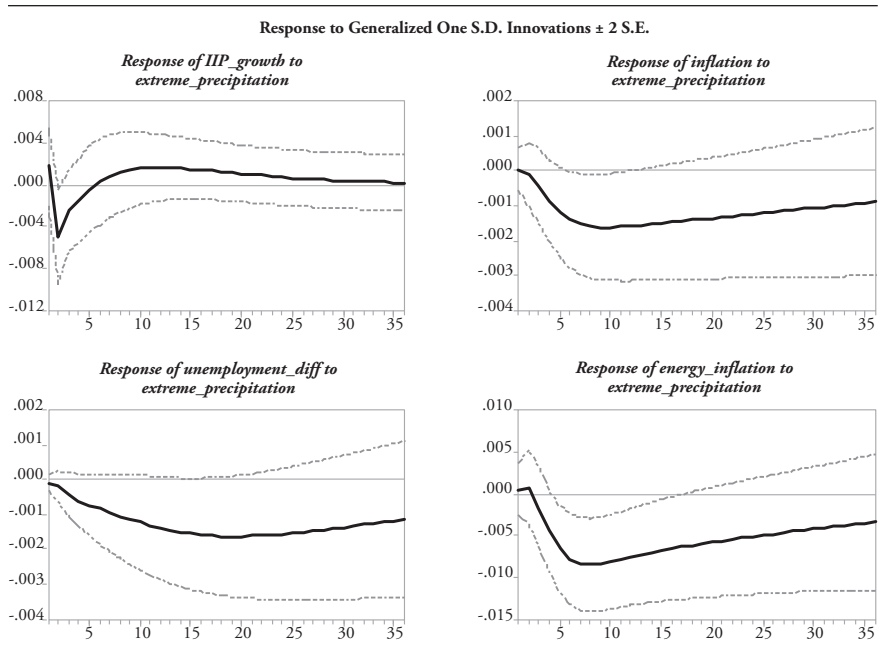 Response to Generalized One S.D. Innovations ± 2 S.E.
Response of IIP_growth to
extreme_precipitation
.008
.004
.000
-.004
-.008
-.012
5 10 15 20 25 30 35
Response of inflation to
extreme_precipitation
.002
.001
.000
-.001
-.002
-.003
-.004
5 10 15 20 25 30 35
Response of unemployment_diff to
extreme_precipitation
.002
.001
.000
-.001
-.002
-.003
-.004
5 10 15 20 25 30 35
Response of energy_inflation to
extreme_precipitation
.010
.005
.000
-.005
-.010
-.015
5 10 15 20 25 30 35